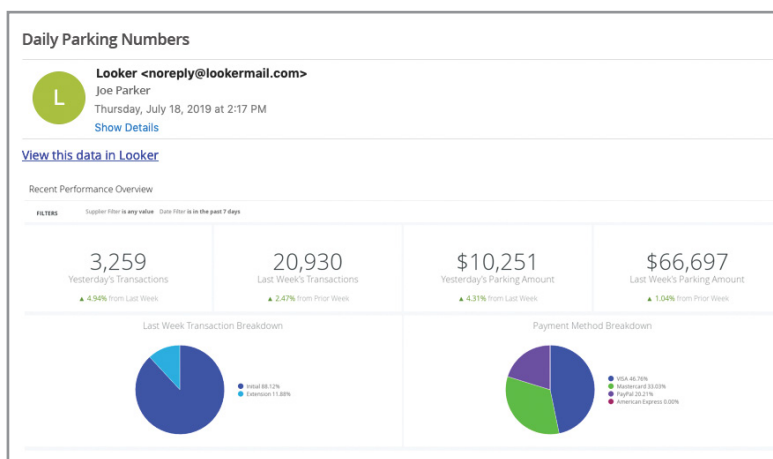 Daily Parking Numbers
L
Looker <noreply@lookermail.com>
Joe Parker
Thursday, July 18, 2019 at 2:17 PM
Show Details
View this data in Looker
Recent Performance Overview
FILTERS Supplier Filter is any value Date Filter is in the past 7 days
3,259 20,930 $10,251 $66,697
Yesterday's Transactions Last Week's Transactions Yesterday's Parking Amount Last Week's Parking Amount
▲ 4.94% from Last Week ▲ 2.47% from Prior Week ▲ 4.31% from Last Week ▲ 1.04% from Prior Week
Last Week Transaction Breakdown Payment Method Breakdown
Initial 88.12%
Extension 11.88%
VISA 46.76%
Mastercard 33.03%
PayPal 20.21%
American Express 0.00%